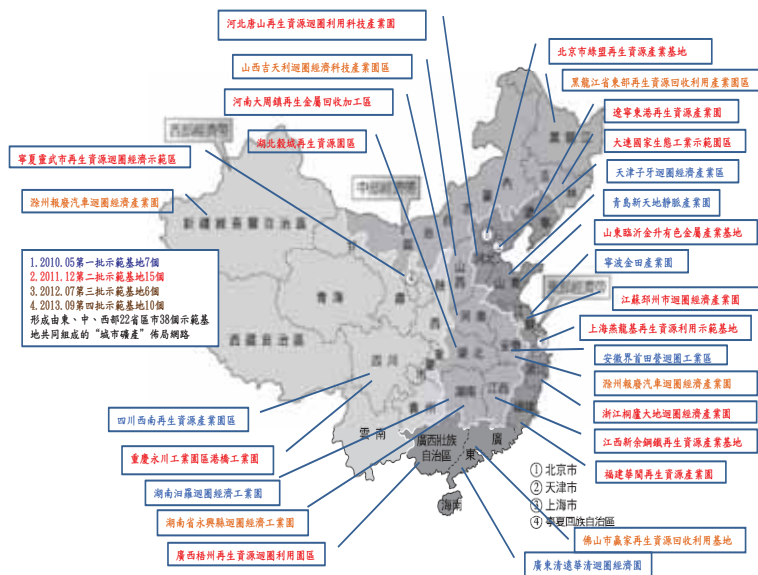 河北唐山再生資源迴圈利用科技產業園
北京市綠盟再生資源產業基地
山西吉天利迴圈經濟科技產業園區
黑龍江省東部再生資源回收利用產業園區
河南大周鎮再生金屬回收加工區
遼寧東港再生資源產業園
湖北穀城再生資源園區
大連國家生態工業示範園區
西部經濟帶
寧夏靈武市再生資源迴圈經濟示範區
天津子牙迴圈經濟產業區
中部經濟帶
青島新天地靜脈產業園
滁州報廢汽車迴圈經濟產業園
新疆維吾爾自治區
山東臨沂金升有色金屬產業基地
寧波金田產業園
1.2010.05第一批示範基地7個
2.2011.12第二批示範基地15個
3.2012.07第三批示範基地6個
4.2013.09第四批示範基地10個
形成由東、中、西部22省區市38個示範基
地共同組成的“城市礦產”佈局網路
東部經濟帶
江蘇邳州市迴圈經濟產業園
上海燕龍基再生資源利用示範基地
安徽界首田營迴圈工業區
滁州報廢汽車迴圈經濟產業園
浙江桐廬大地迴圈經濟產業園
江西新余鋼鐵再生資源產業基地
福建華閩再生資源產業園
四川西南再生資源產業園區
重慶永川工業園區港橋工業園
湖南汨羅迴圈經濟工業園
湖南省永興縣迴圈經濟工業園
廣西梧州再生資源迴圈利用園區
佛山市贏家再生資源回收利用基地
廣東清遠華清迴圈經濟園
黑龍江
內
山西
山東
青海
陝西
河南
西藏自治區
四川
湖北
安徽
湖南
江西
貴州
雲南
廣西壯族
自治區
廣東
海南
① 北京市
② 天津市
③ 上海市
④ 寧夏回族自治區